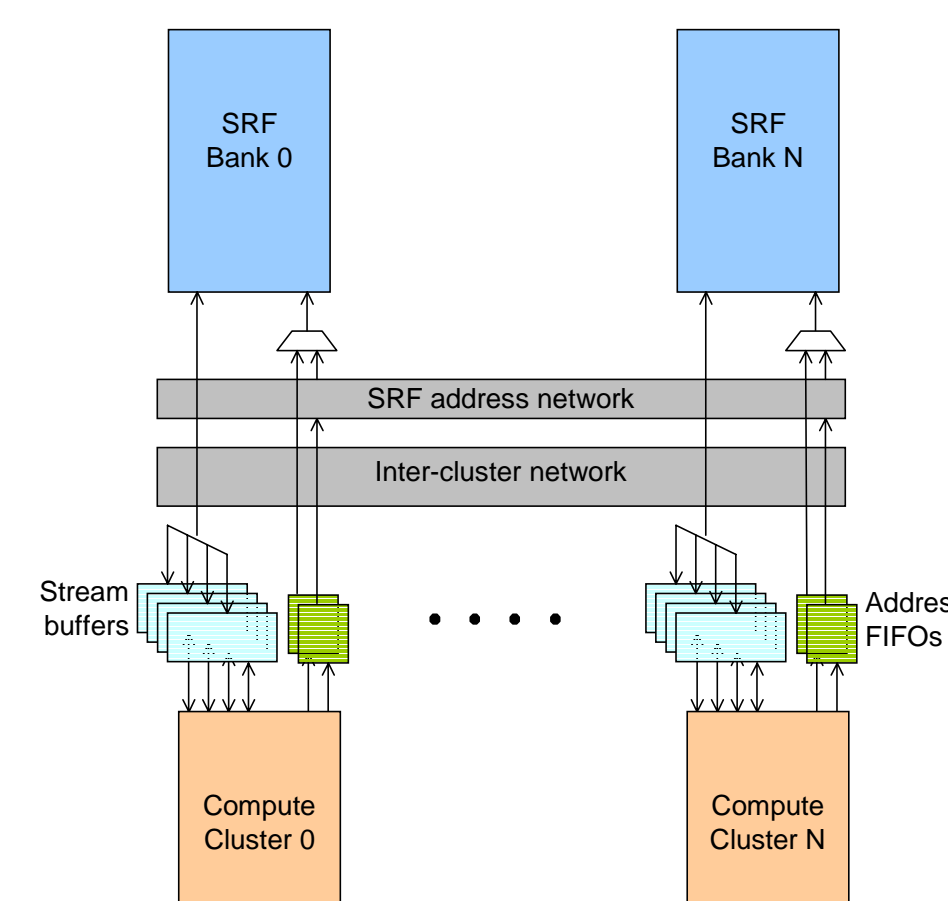 SRF
Bank 0
SRF
Bank N
SRF address network
Inter-cluster network
Stream
buffers
Addres
FIFOs
Compute
Cluster 0
Compute
Cluster N